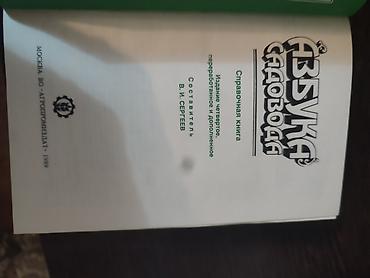 АЗБУКА
САДОВОДА
Справочная книга
Издание четвертое,
переработанное и дополненное
Составитель
В. И. СЕРГЕЕВ
МОСКВА ВО «АГРОПРОМИЗДАТ» 1989